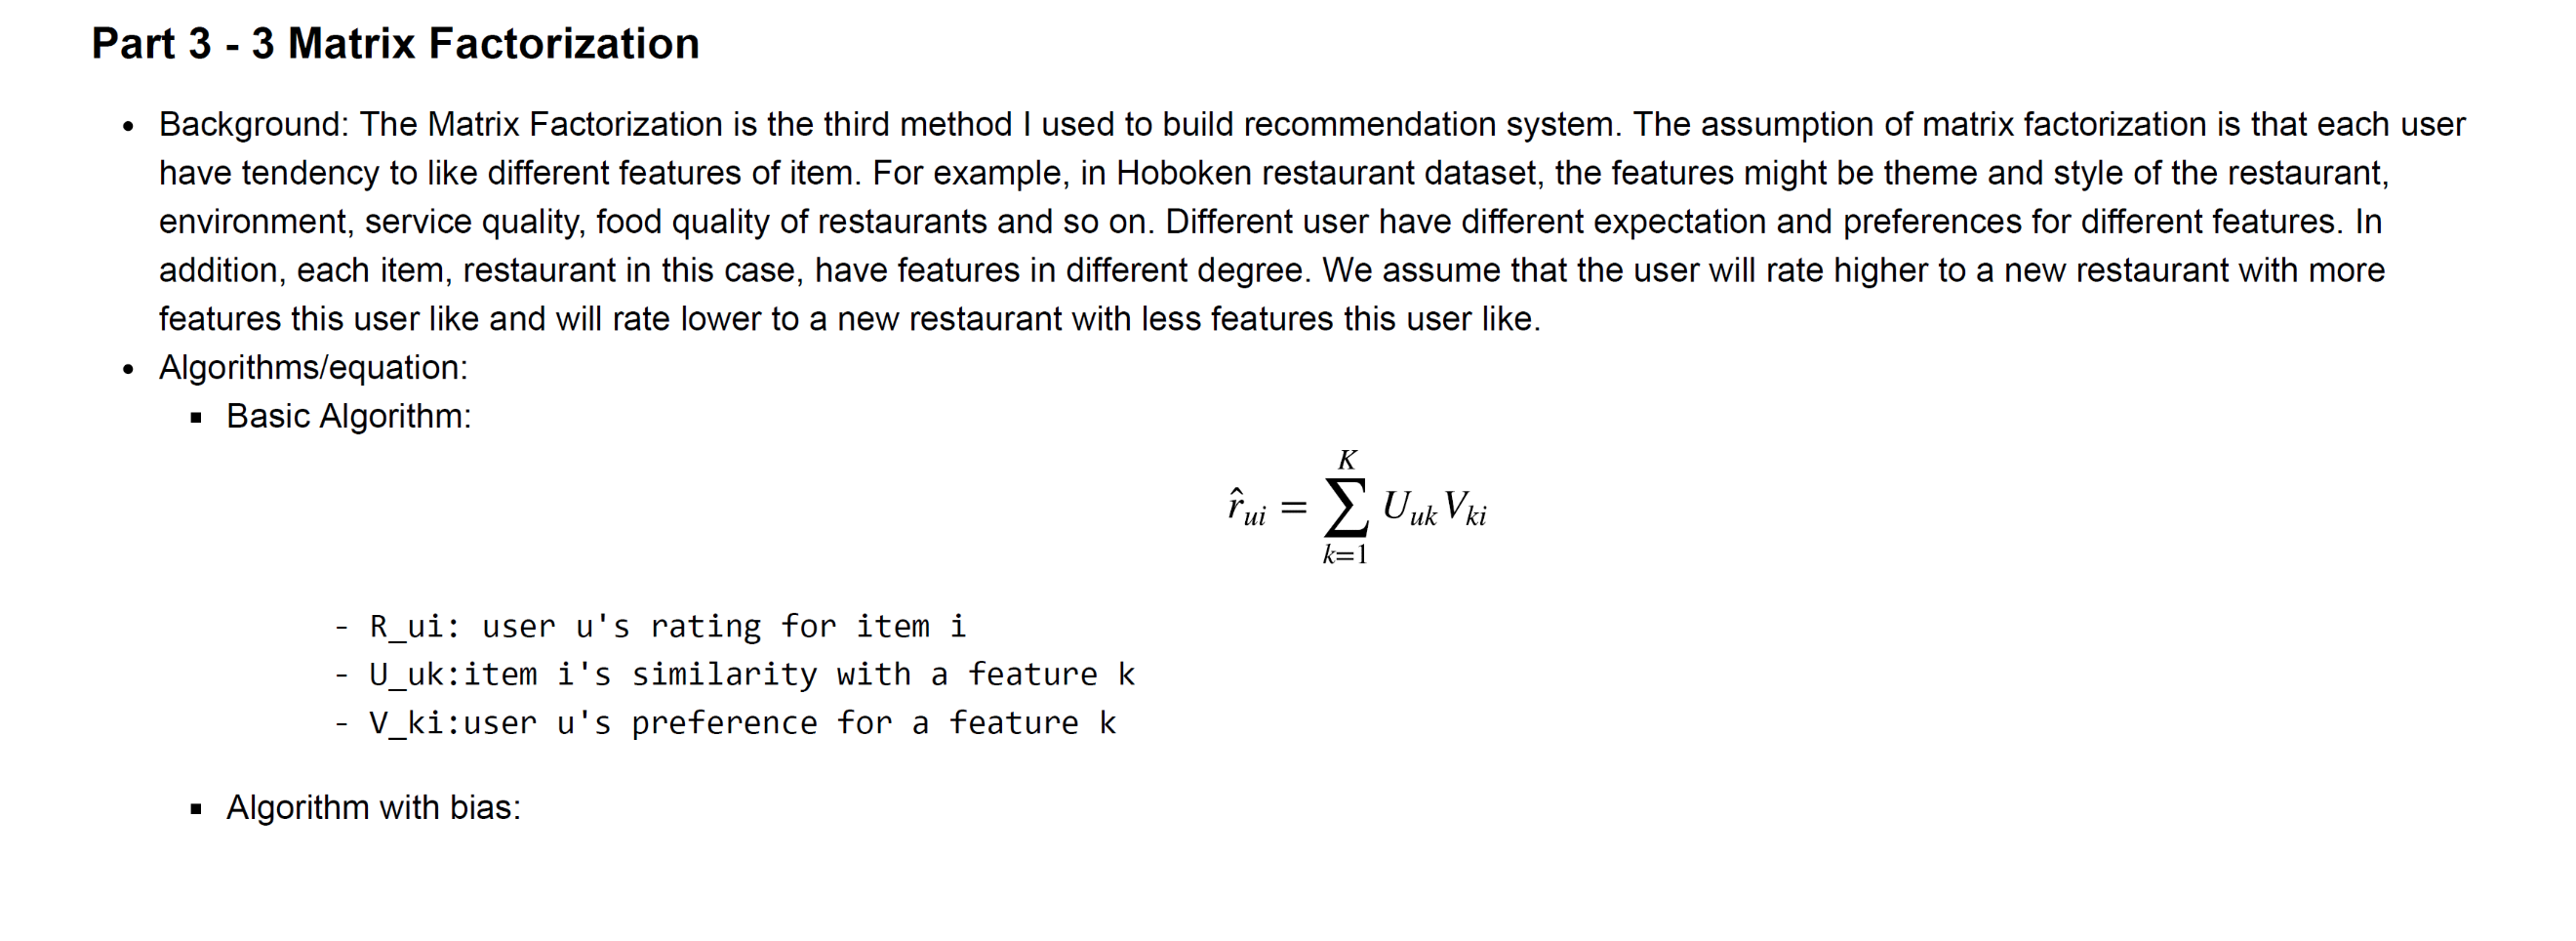 Part 3 - 3 Matrix Factorization
• Background: The Matrix Factorization is the third method I used to build recommendation system. The assumption of matrix factorization is that each user
have tendency to like different features of item. For example, in Hoboken restaurant dataset, the features might be theme and style of the restaurant,
environment, service quality, food quality of restaurants and so on. Different user have different expectation and preferences for different features. In
addition, each item, restaurant in this case, have features in different degree. We assume that the user will rate higher to a new restaurant with more
features this user like and will rate lower to a new restaurant with less features this user like.
• Algorithms/equation:
▪ Basic Algorithm:
$\hat{r}_{ui} = \sum_{k=1}^{K} U_{uk} V_{ki}$
- R_ui: user u's rating for item i
- U_uk:item i's similarity with a feature k
- V_ki:user u's preference for a feature k
▪ Algorithm with bias: